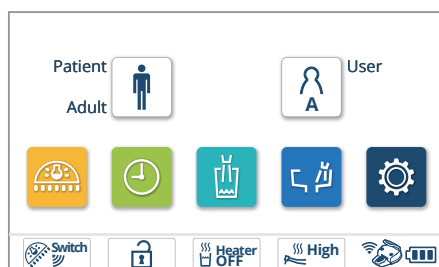 Patient
Adult
User
A
Switch
Heater
OFF
High